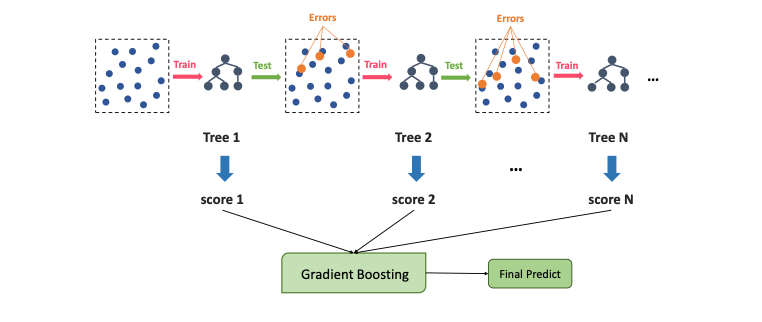 Errors
Errors
Train
Test
Train
Test
Train
...
Tree 1
Tree 2
Tree N
...
score 1
score 2
score N
Gradient Boosting
Final Predict